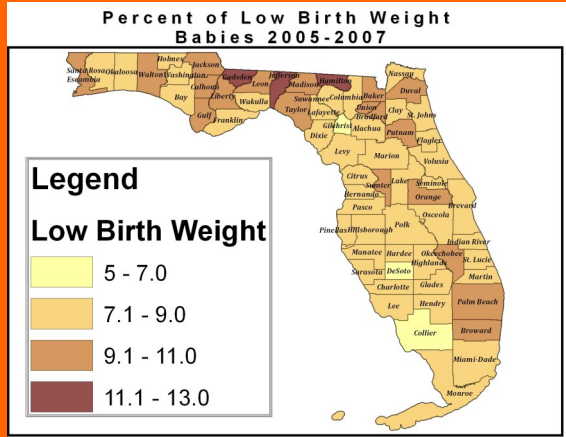 Percent of Low Birth Weight
Babies 2005-2007
Holmes
Jackson
Santa Rosa Okaloosa Walton Washington
Escambia
Gadsden
Jefferson
Hamilton
Nassau
Calhoun
Leon
Madison
Baker
Duval
Bay
Liberty
Wakulla
Suwannee Columbia
Union
Clay
St. Johns
Gulf
Franklin
Taylor
Lafayette
Bradford
Gilchrist
Alachua
Putnam
Dixie
Flagler
Levy
Marion
Volusia
Citrus
Sumter
Lake
Seminole
Hernando
Orange
Brevard
Pasco
Osceola
Pinellas Hillsborough
Polk
Indian River
Manatee
Hardee
Okeechobee
St. Lucie
Highlands
Sarasota
DeSoto
Martin
Charlotte
Glades
Lee
Hendry
Palm Beach
Collier
Broward
Miami-Dade
Monroe
Legend
Low Birth Weight
5 - 7.0
7.1 - 9.0
9.1 - 11.0
11.1 - 13.0